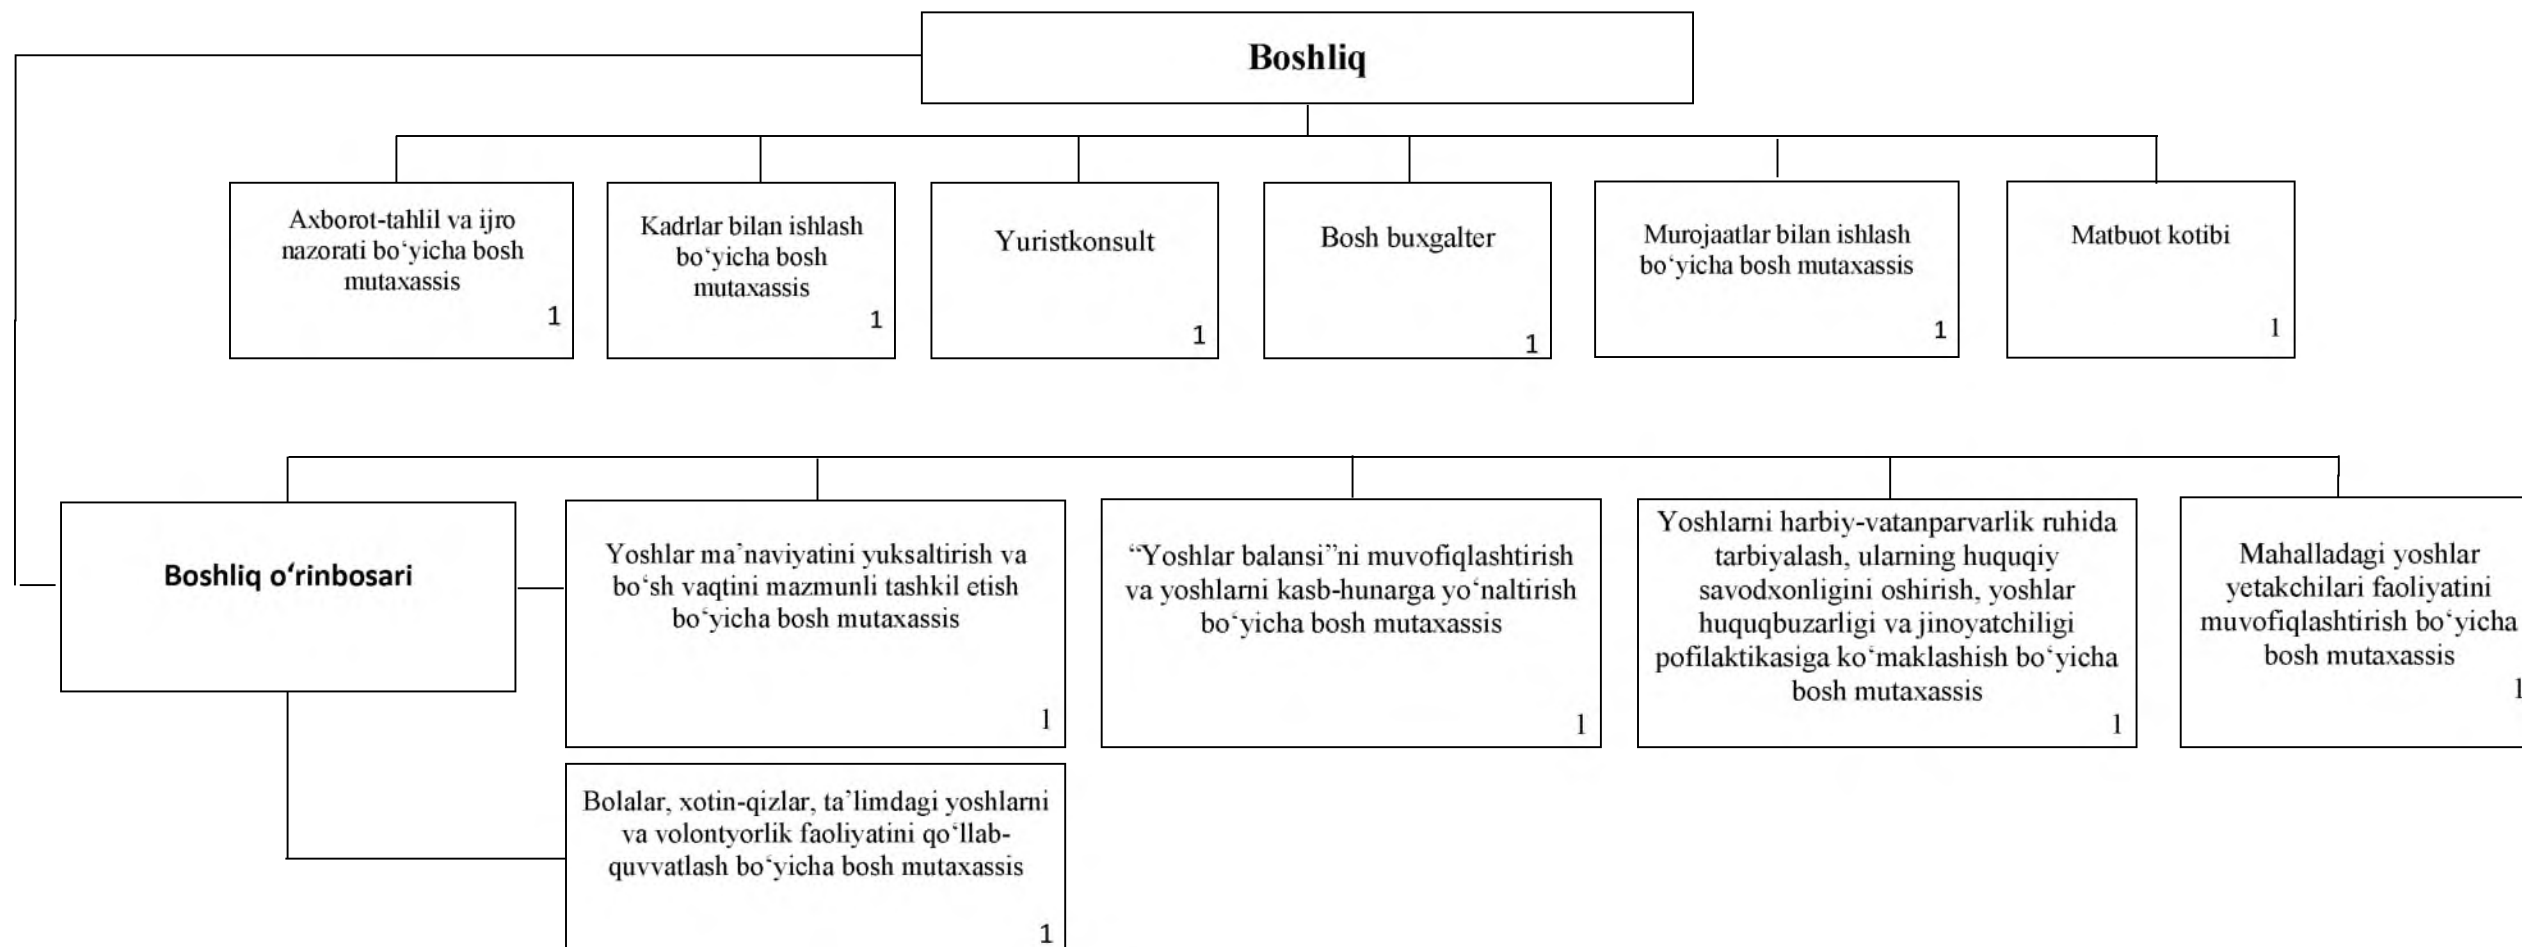 Boshliq
Axborot-tahlil va ijro
nazorati bo‘yicha bosh
mutaxassis
1
Kadrlar bilan ishlash
bo‘yicha bosh
mutaxassis
1
Yuristkonsult
1
Bosh buxgalter
1
Murojaatlar bilan ishlash
bo‘yicha bosh mutaxassis
1
Matbuot kotibi
1
Boshliq o‘rinbosari
Yoshlar ma’naviyatini yuksaltirish va
bo‘sh vaqtini mazmunli tashkil etish
bo‘yicha bosh mutaxassis
1
“Yoshlar balansi”ni muvofiqlashtirish
va yoshlarni kasb-hunarga yo‘naltirish
bo‘yicha bosh mutaxassis
1
Yoshlarni harbiy-vatanparvarlik ruhida
tarbiyalash, ularning huquqiy
savodxonligini oshirish, yoshlar
huquqbuzarligi va jinoyatchiligi
pofilaktikasiga ko‘maklashish bo‘yicha
bosh mutaxassis
1
Mahalladagi yoshlar
yetakchilari faoliyatini
muvofiqlashtirish bo‘yicha
bosh mutaxassis
1
Bolalar, xotin-qizlar, ta’limdagi yoshlarni
va volontyorlik faoliyatini qo‘llab-
quvvatlash bo‘yicha bosh mutaxassis
1